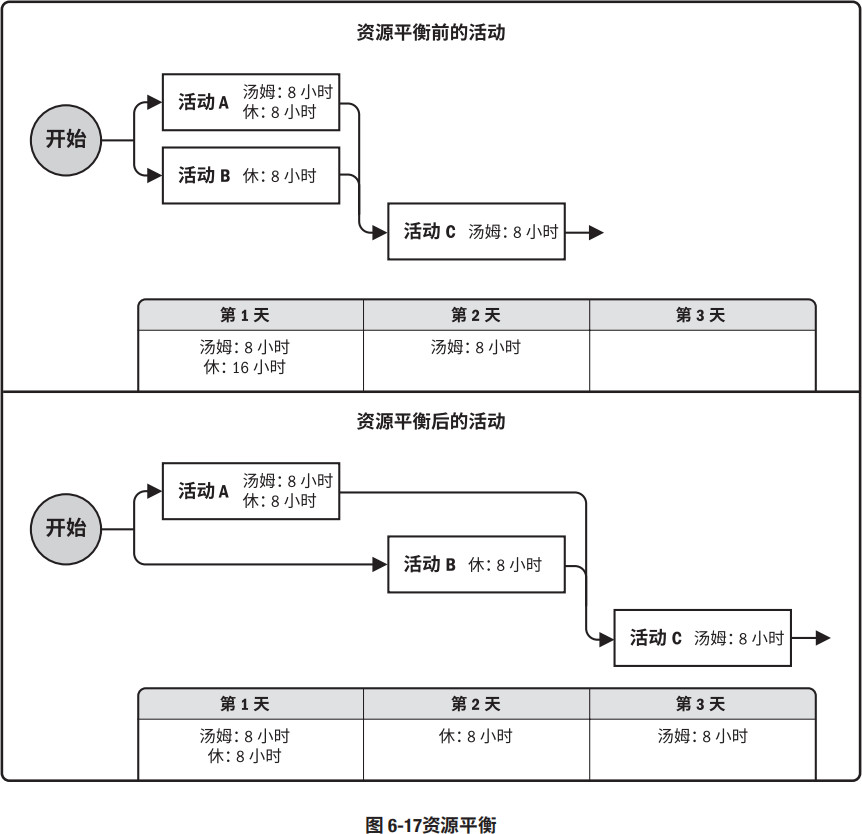 资源平衡前的活动
开始
活动 A
汤姆：8 小时
休：8 小时
活动 B 休：8 小时
活动 C 汤姆：8 小时
第 1 天 第 2 天 第 3 天
汤姆：8 小时 汤姆：8 小时
休：16 小时
资源平衡后的活动
开始
活动 A
汤姆：8 小时
休：8 小时
活动 B 休：8 小时
活动 C 汤姆：8 小时
第 1 天 第 2 天 第 3 天
汤姆：8 小时 休：8 小时 汤姆：8 小时
休：8 小时
图 6-17资源平衡